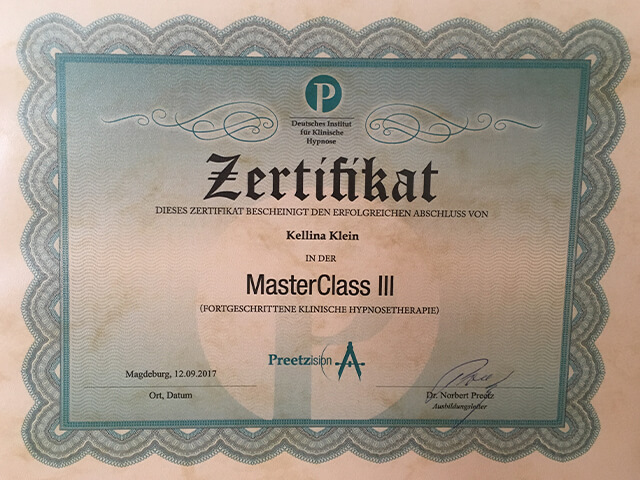 P
Deutsches Institut
für Klinische
Hypnose
Zertifikat
DIESES ZERTIFIKAT BESCHEINIGT DEN ERFOLGREICHEN ABSCHLUSS VON
Kellina Klein
IN DER
MasterClass III
(FORTGESCHRITTENE KLINISCHE HYPNOSETHERAPIE)
Preetzision
Magdeburg, 12.09.2017
Ort, Datum
Dr. Norbert Preetz
Ausbildungsleiter